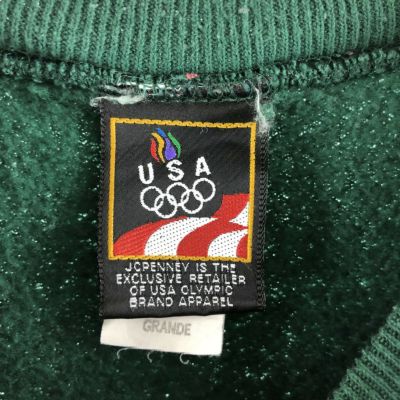 USA
JCPENNEY IS THE
EXCLUSIVE RETAILER
OF USA OLYMPIC
BRAND APPAREL
GRANDE